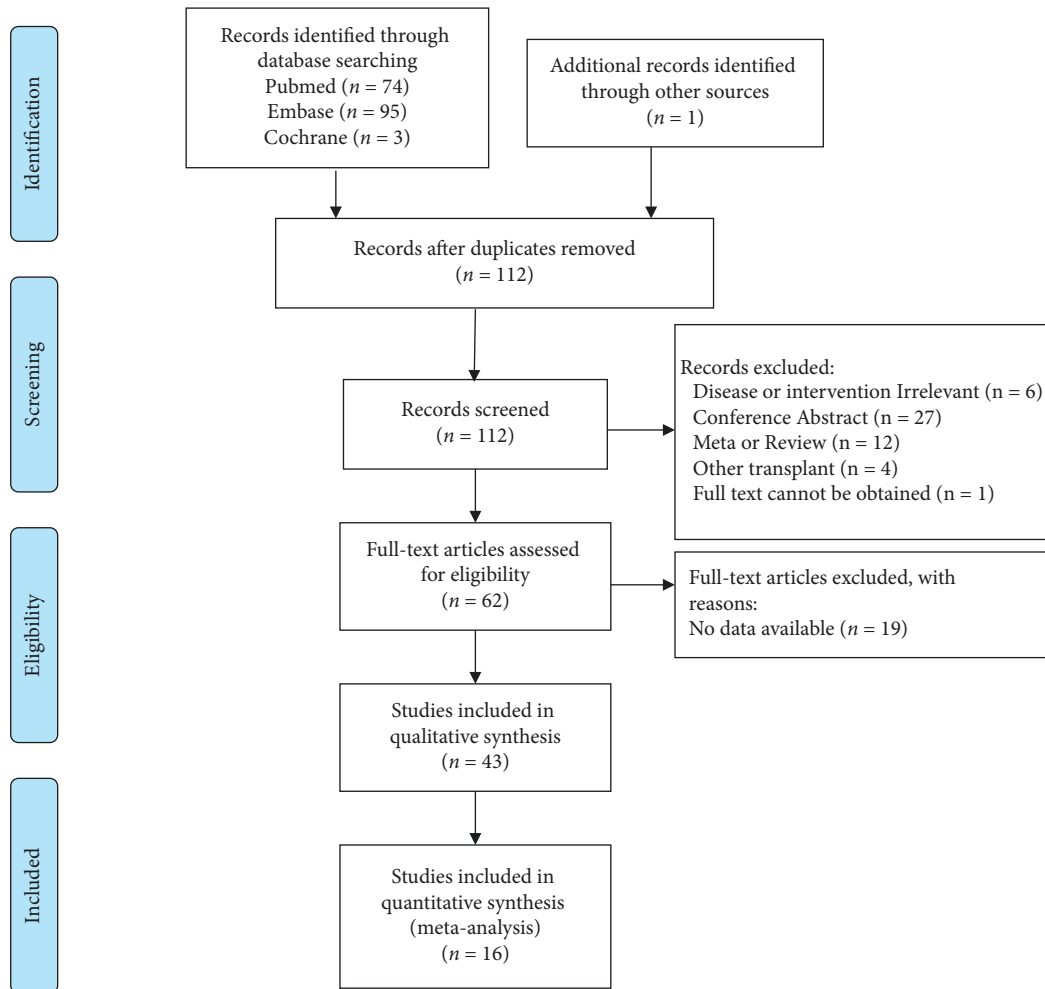 Identification
Records identified through
database searching
Pubmed (n = 74)
Embase (n = 95)
Cochrane (n = 3)
Additional records identified
through other sources
(n = 1)
Records after duplicates removed
(n = 112)
Screening
Records screened
(n = 112)
Records excluded:
Disease or intervention Irrelevant (n = 6)
Conference Abstract (n = 27)
Meta or Review (n = 12)
Other transplant (n = 4)
Full text cannot be obtained (n = 1)
Eligibility
Full-text articles assessed
for eligibility
(n = 62)
Full-text articles excluded, with
reasons:
No data available (n = 19)
Studies included in
qualitative synthesis
(n = 43)
Included
Studies included in
quantitative synthesis
(meta-analysis)
(n = 16)